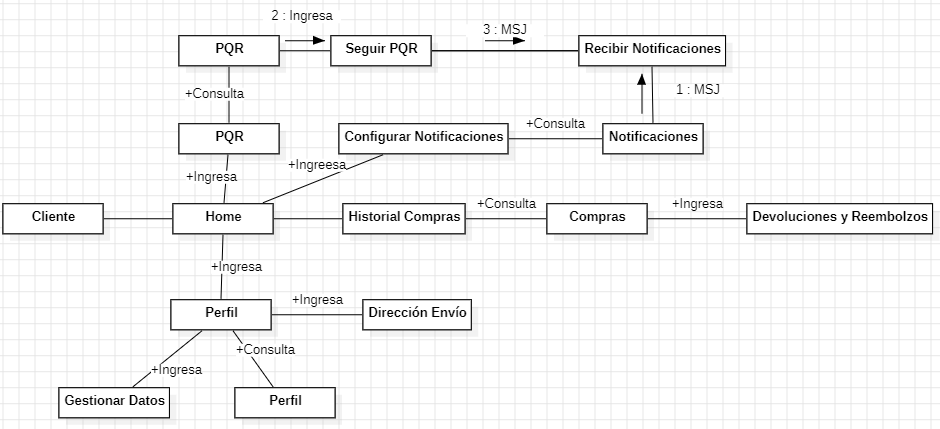 2 : Ingresa
3 : MSJ
PQR
Seguir PQR
Recibir Notificaciones
+Consulta
1 : MSJ
PQR
Configurar Notificaciones
+Consulta
Notificaciones
+Ingresa
+Ingreesa
Cliente
Home
Historial Compras
+Consulta
Compras
+Ingresa
Devoluciones y Reembolzos
+Ingresa
Perfil
+Ingresa
Dirección Envío
+Ingresa
+Consulta
Gestionar Datos
Perfil